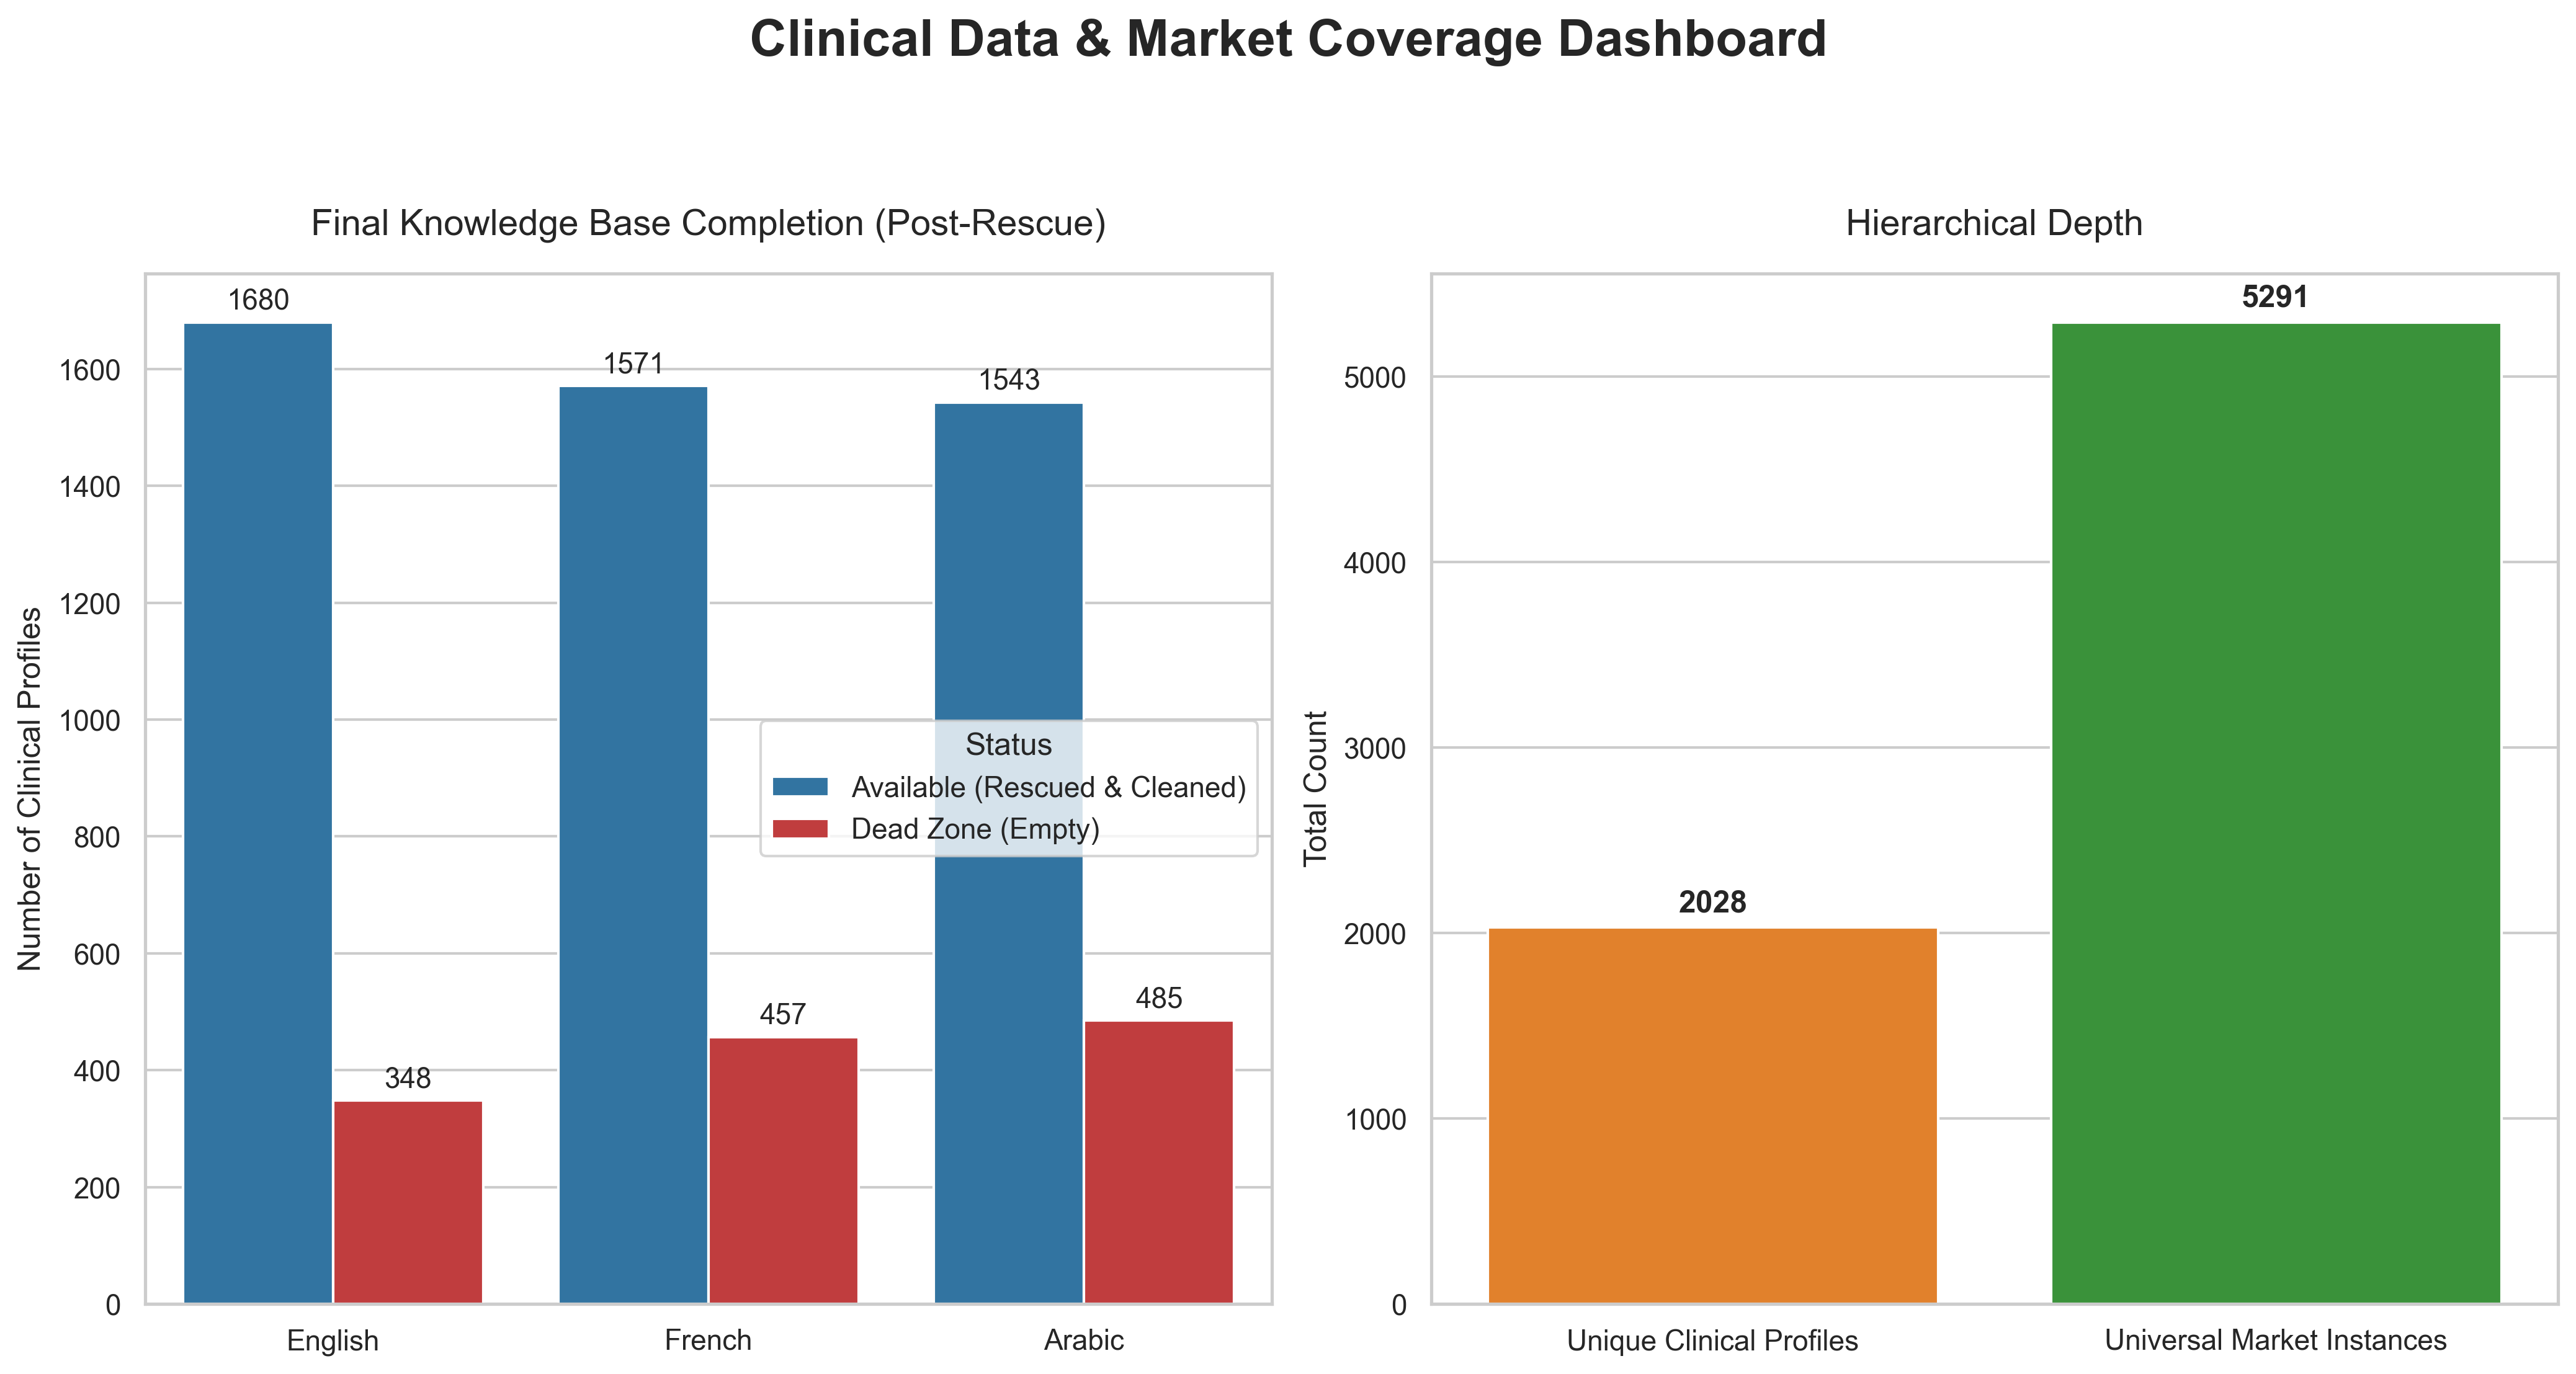 Clinical Data & Market Coverage Dashboard
Final Knowledge Base Completion (Post-Rescue)
Number of Clinical Profiles
1600
1400
1200
1000
800
600
400
200
0
1680
348
1571
457
1543
485
Status
Available (Rescued & Cleaned)
Dead Zone (Empty)
English
French
Arabic
Hierarchical Depth
Total Count
5000
4000
3000
2000
1000
0
2028
5291
Unique Clinical Profiles
Universal Market Instances